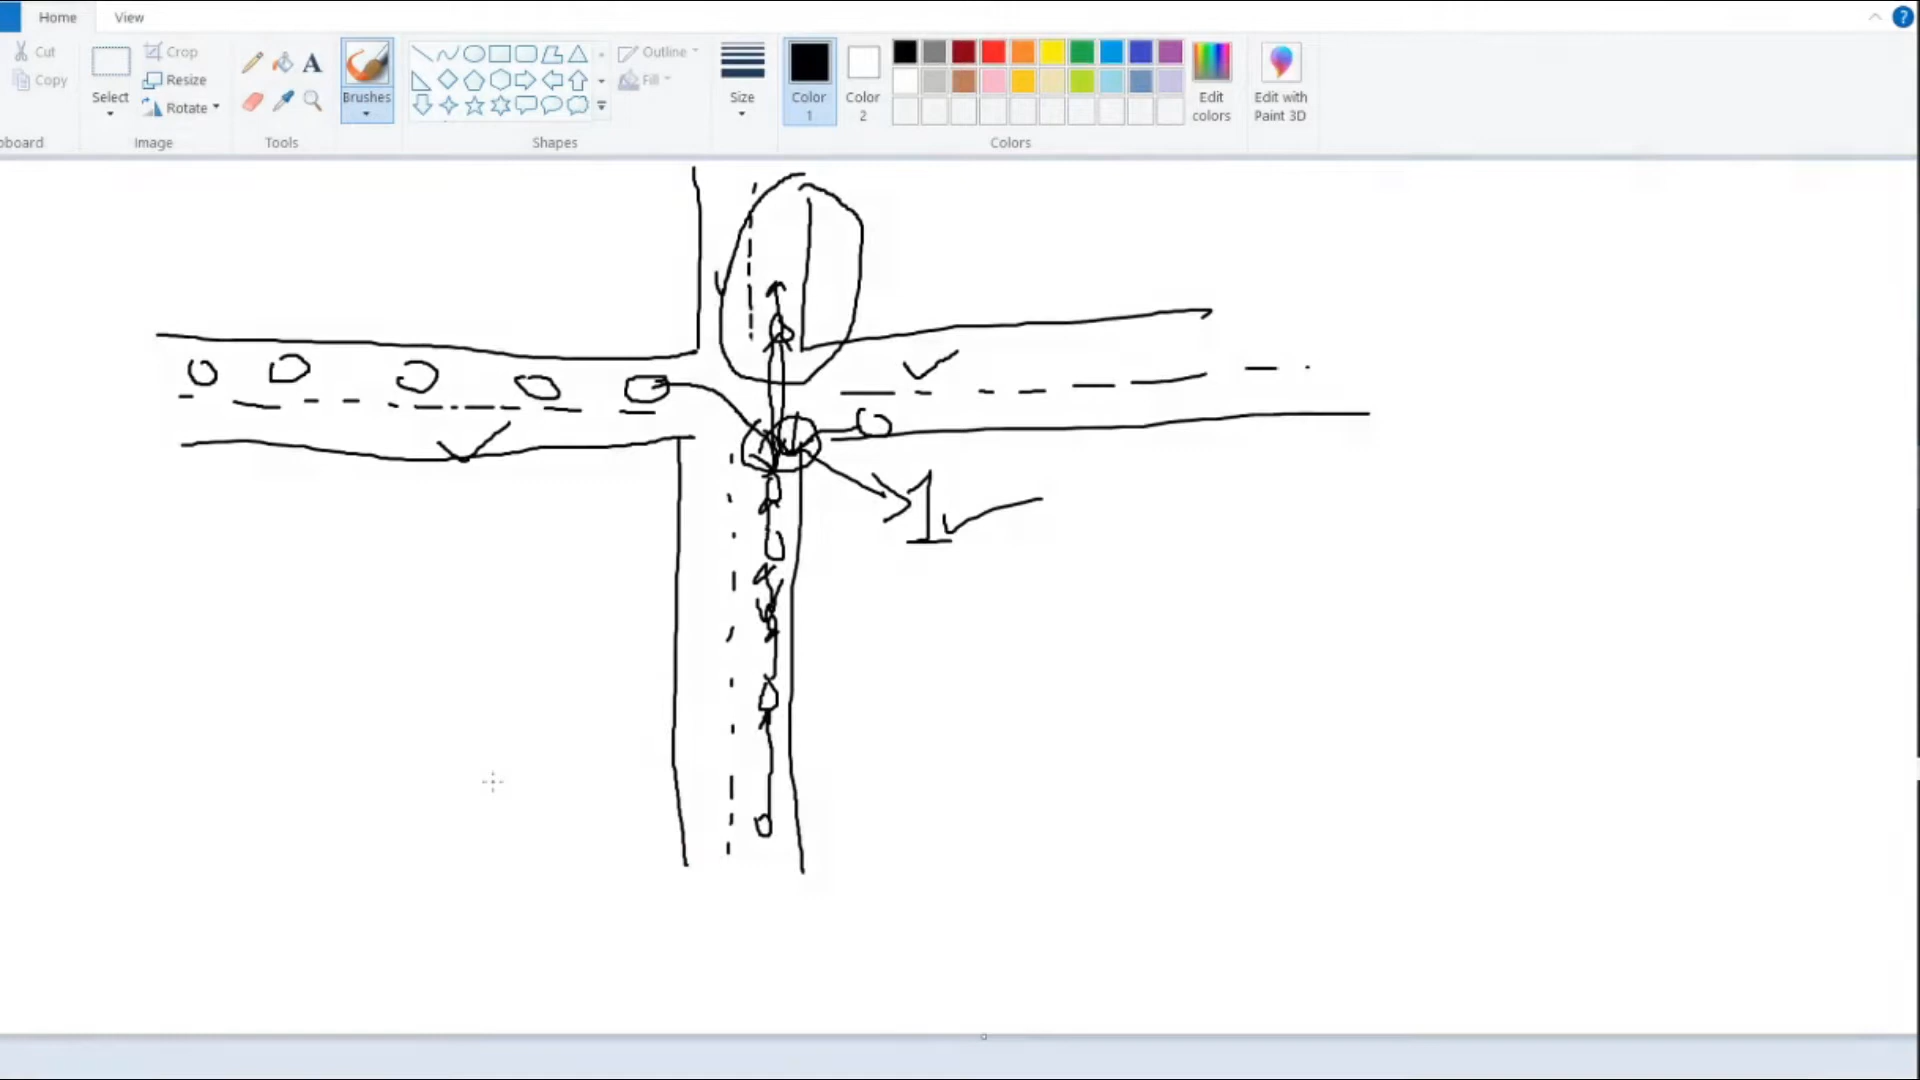 Home View
Cut
Copy
pboard
Select
Crop
Resize
Rotate
Image
A
Tools
Brushes
Outline
Fill
Shapes
Size
Color
1
Color
2
Edit
colors
Colors
Edit with
Paint 3D
?
1